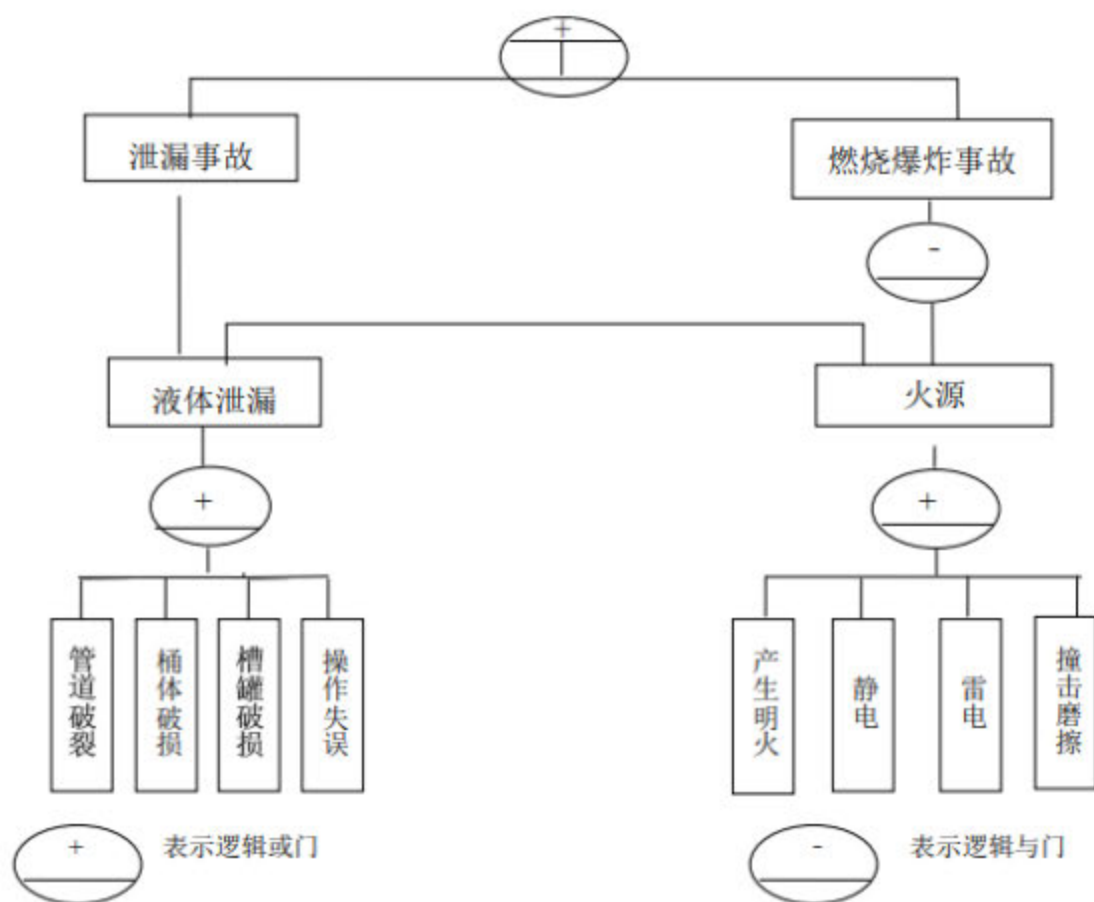 +
泄漏事故
燃烧爆炸事故
-
液体泄漏
火源
+
+
管道破裂
桶体破损
槽罐破损
操作失误
产生明火
静电
雷电
撞击磨擦
+
表示逻辑或门
-
表示逻辑与门